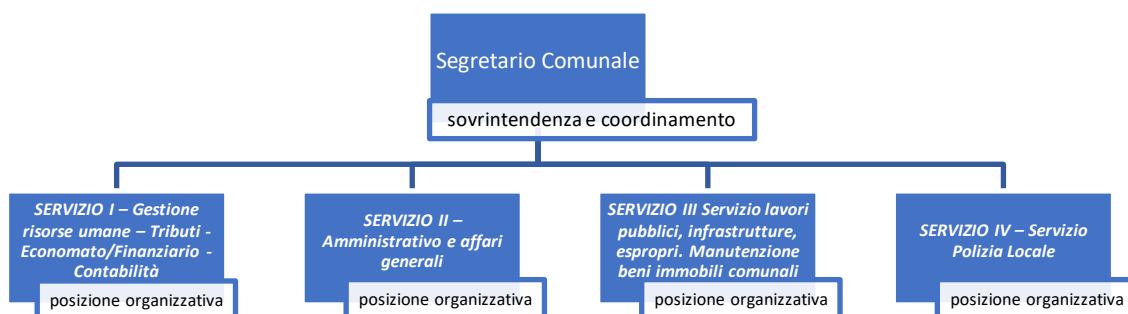 Segretario Comunale
sovrintendenza e coordinamento
SERVIZIO I – Gestione
risorse umane – Tributi -
Economato/Finanziario -
Contabilità
posizione organizzativa
SERVIZIO II –
Amministrativo e affari
generali
posizione organizzativa
SERVIZIO III Servizio lavori
pubblici, infrastrutture,
espropri. Manutenzione
beni immobili comunali
posizione organizzativa
SERVIZIO IV – Servizio
Polizia Locale
posizione organizzativa